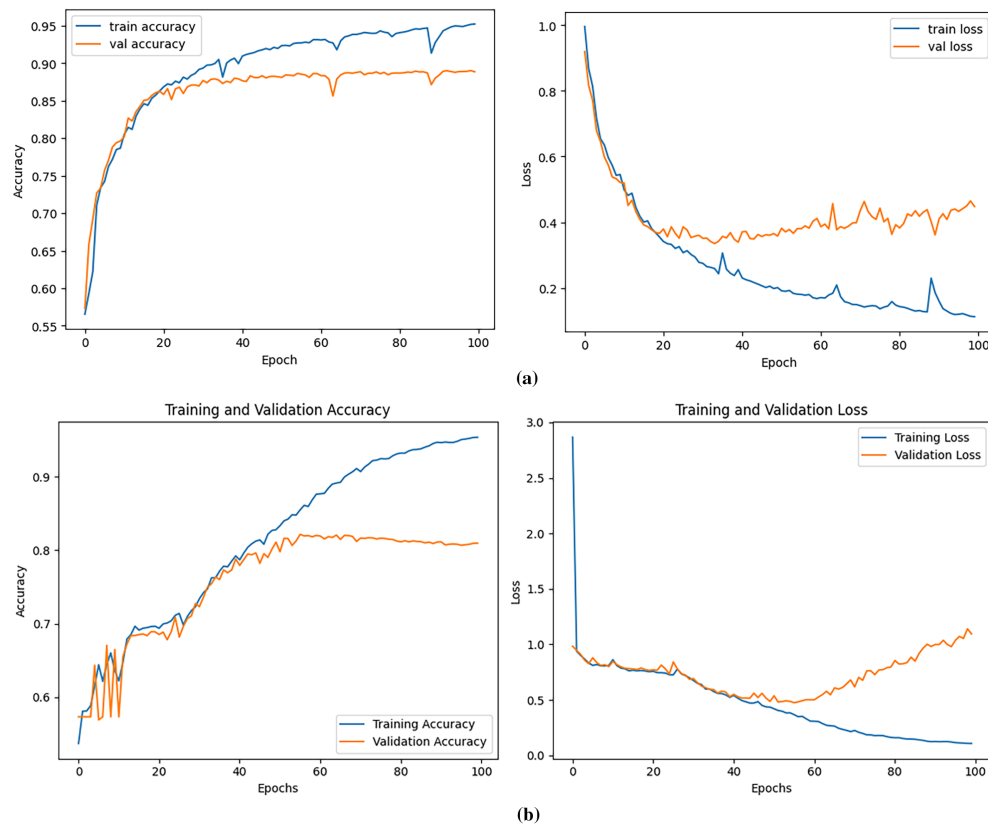 train accuracy
val accuracy
0.95
0.90
0.85
0.80
0.75
0.70
0.65
0.60
0.55
Accuracy
0 20 40 60 80 100
Epoch
train loss
val loss
1.0
0.8
0.6
0.4
0.2
Loss
0 20 40 60 80 100
Epoch
(a)
Training and Validation Accuracy
0.9
0.8
0.7
0.6
Accuracy
Training Accuracy
Validation Accuracy
0 20 40 60 80 100
Epochs
Training and Validation Loss
Training Loss
Validation Loss
3.0
2.5
2.0
1.5
1.0
0.5
0.0
Loss
0 20 40 60 80 100
Epochs
(b)